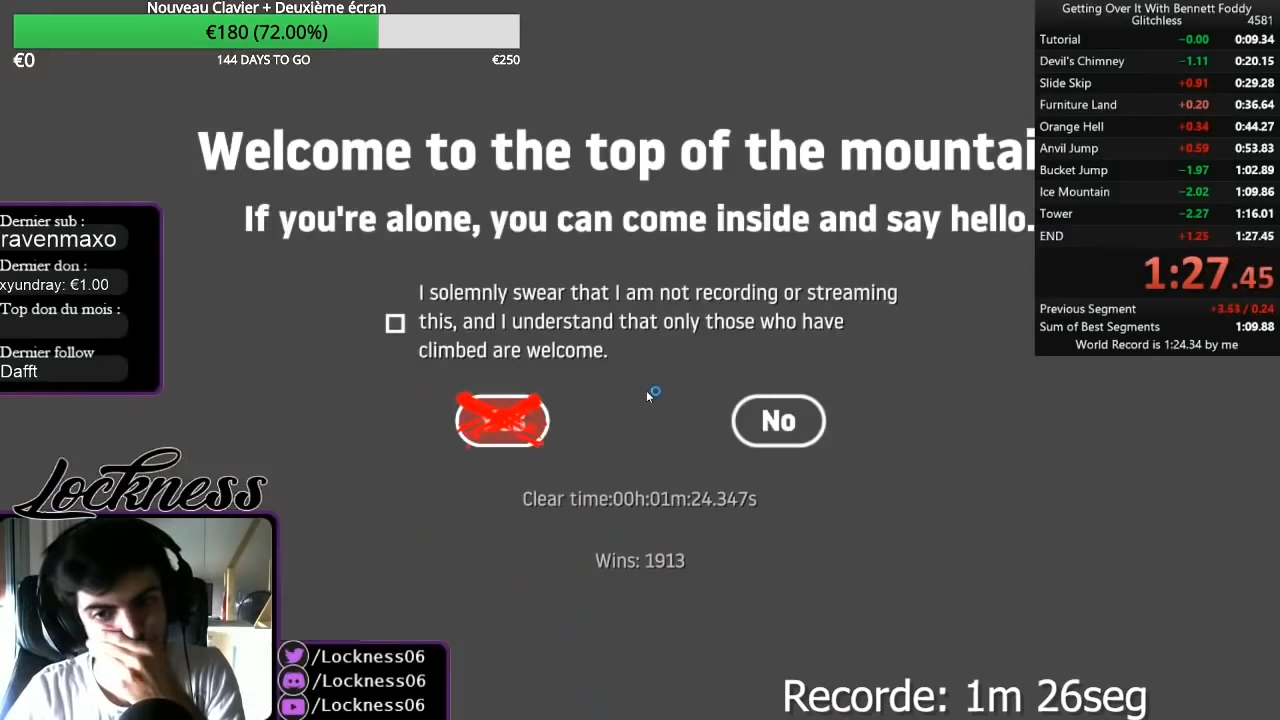 Nouveau Clavier + Deuxième écran
€180 (72.00%)
€0
144 DAYS TO GO
€250
Getting Over It With Bennett Foddy
Glitchless
4581
Tutorial −0.00 0:09.34
Devil's Chimney −1.11 0:20.15
Slide Skip +0.91 0:29.28
Furniture Land +0.20 0:36.64
Orange Hell +0.34 0:44.27
Anvil Jump +0.59 0:53.83
Bucket Jump −1.97 1:02.89
Ice Mountain −2.02 1:09.86
Tower −2.27 1:16.01
END +1.25 1:27.45
1:27.45
Previous Segment +3.53 / 0.24
Sum of Best Segments 1:09.88
World Record is 1:24.34 by me
Welcome to the top of the mountai
If you're alone, you can come inside and say hello.
I solemnly swear that I am not recording or streaming
this, and I understand that only those who have
climbed are welcome.
No
Clear time:00h:01m:24.347s
Wins: 1913
Dernier sub :
ravenmaxo
Dernier don :
xyundray: €1.00
Top don du mois :
Dernier follow
Dafft
Lockness
/Lockness06
/Lockness06
/Lockness06
Recorde: 1m 26seg